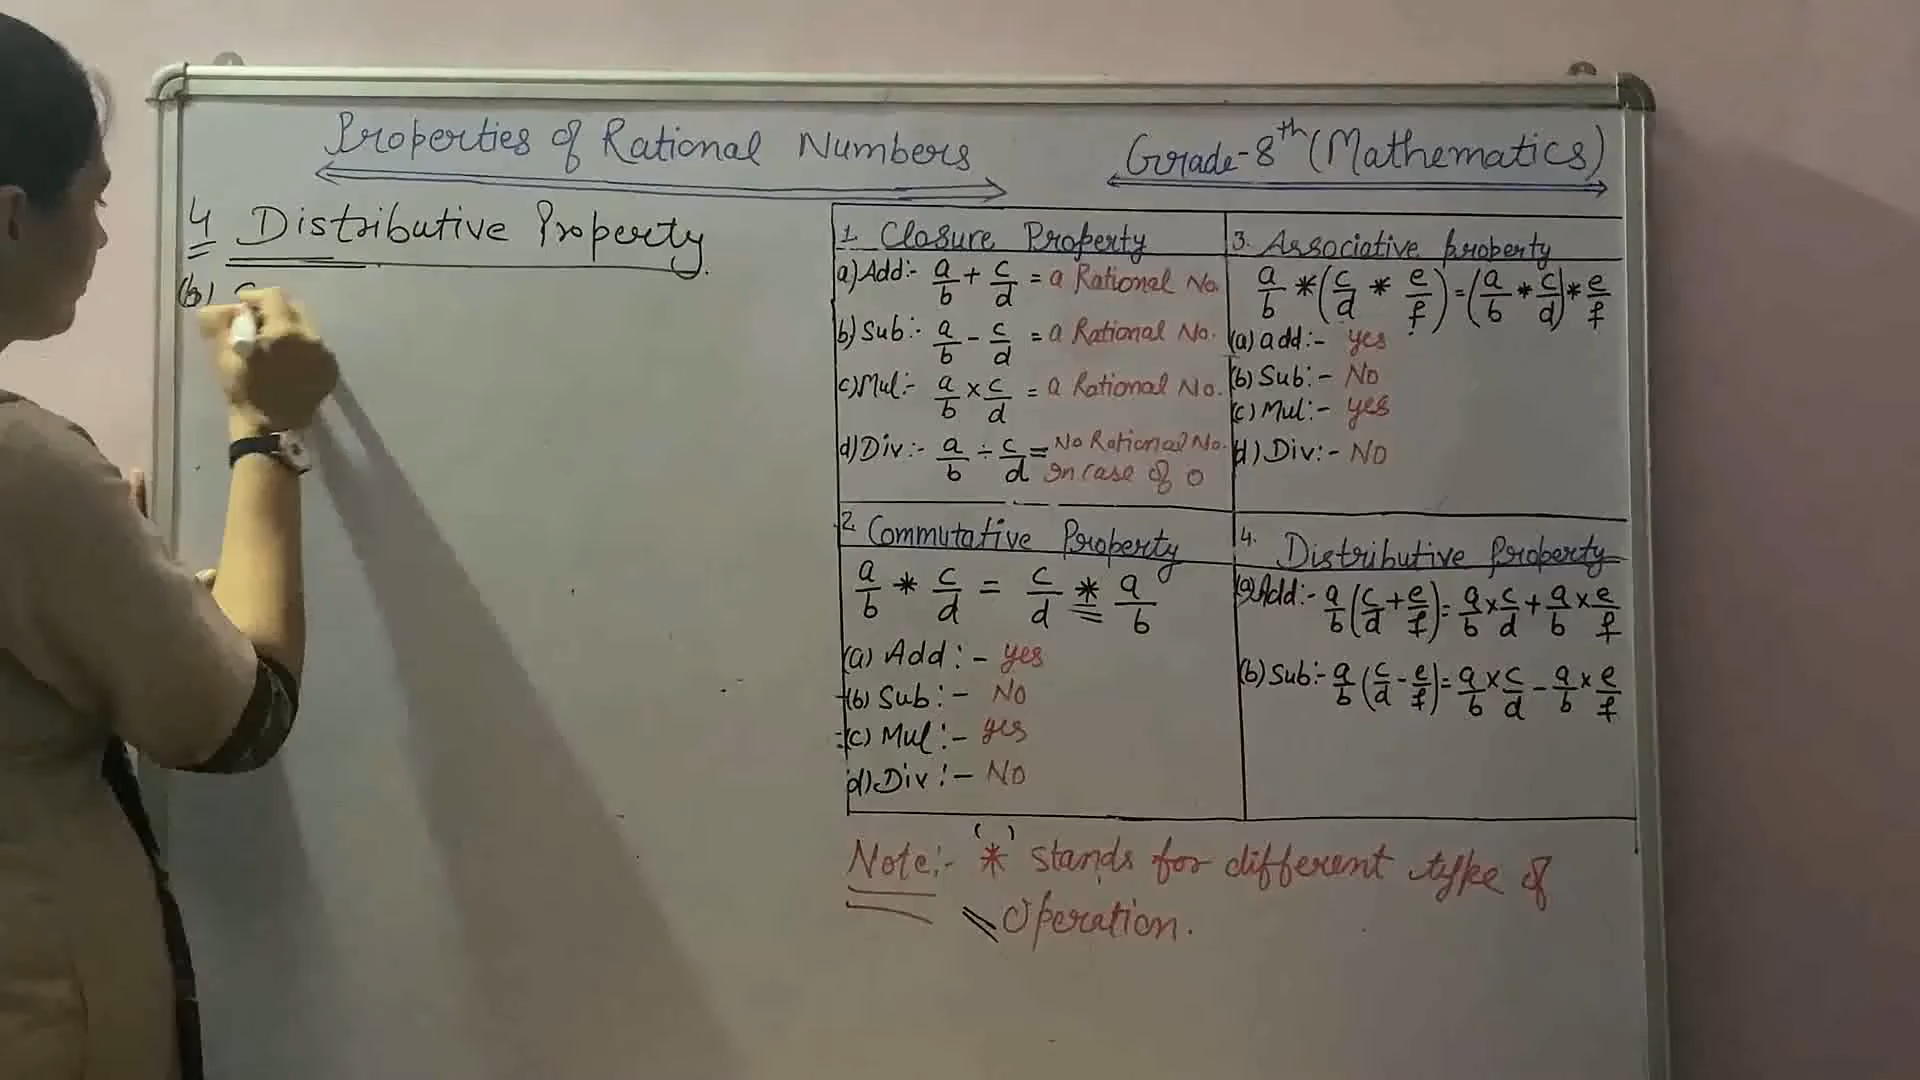 Properties of Rational Numbers
Grade-8th (Mathematics)
4 Distributive Property.
(b)
1. Closure Property
a) Add:- a/b + c/d = a Rational No.
b) Sub:- a/b - c/d = a Rational No.
c) Mul:- a/b × c/d = a Rational No.
d) Div:- a/b ÷ c/d = No Rational No.
In case of 0
2. Commutative Property
a/b * c/d = c/d * a/b
(a) Add:- yes
(b) Sub:- No
(c) Mul:- yes
d) Div:- No
3. Associative property
a/b * (c/d * e/f) = (a/b * c/d) * e/f
(a) add:- yes
(b) Sub:- No
(c) Mul:- yes
d) Div:- No
4. Distributive Property
(a) Add:- a/b (c/d + e/f) = a/b × c/d + a/b × e/f
(b) Sub:- a/b (c/d - e/f) = a/b × c/d - a/b × e/f
Note:- (*) stands for different type of
Operation.